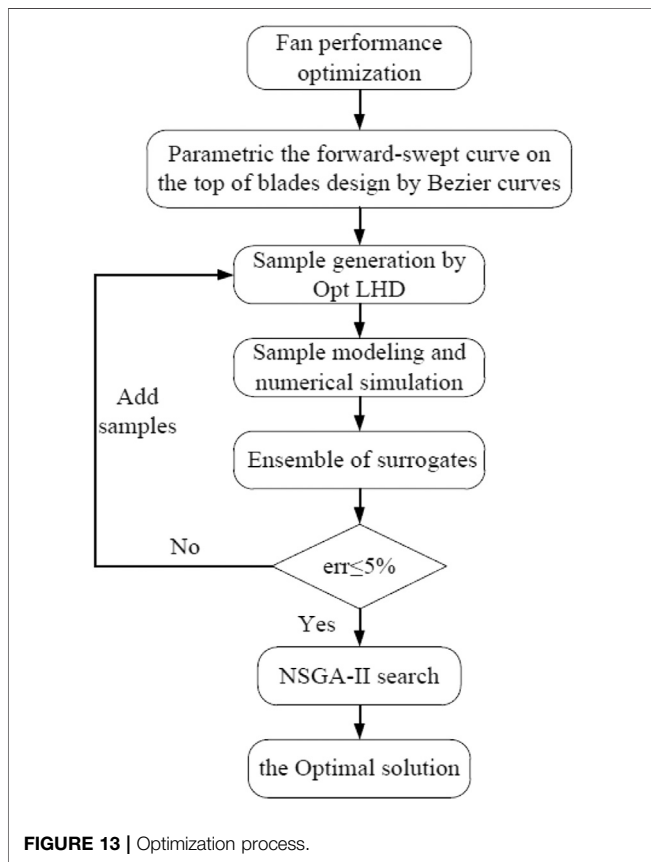 Fan performance
optimization
Parametric the forward-swept curve on
the top of blades design by Bezier curves
Sample generation by
Opt LHD
Sample modeling and
numerical simulation
Add
samples
Ensemble of surrogates
No
err≤5%
Yes
NSGA-II search
the Optimal solution
FIGURE 13 | Optimization process.